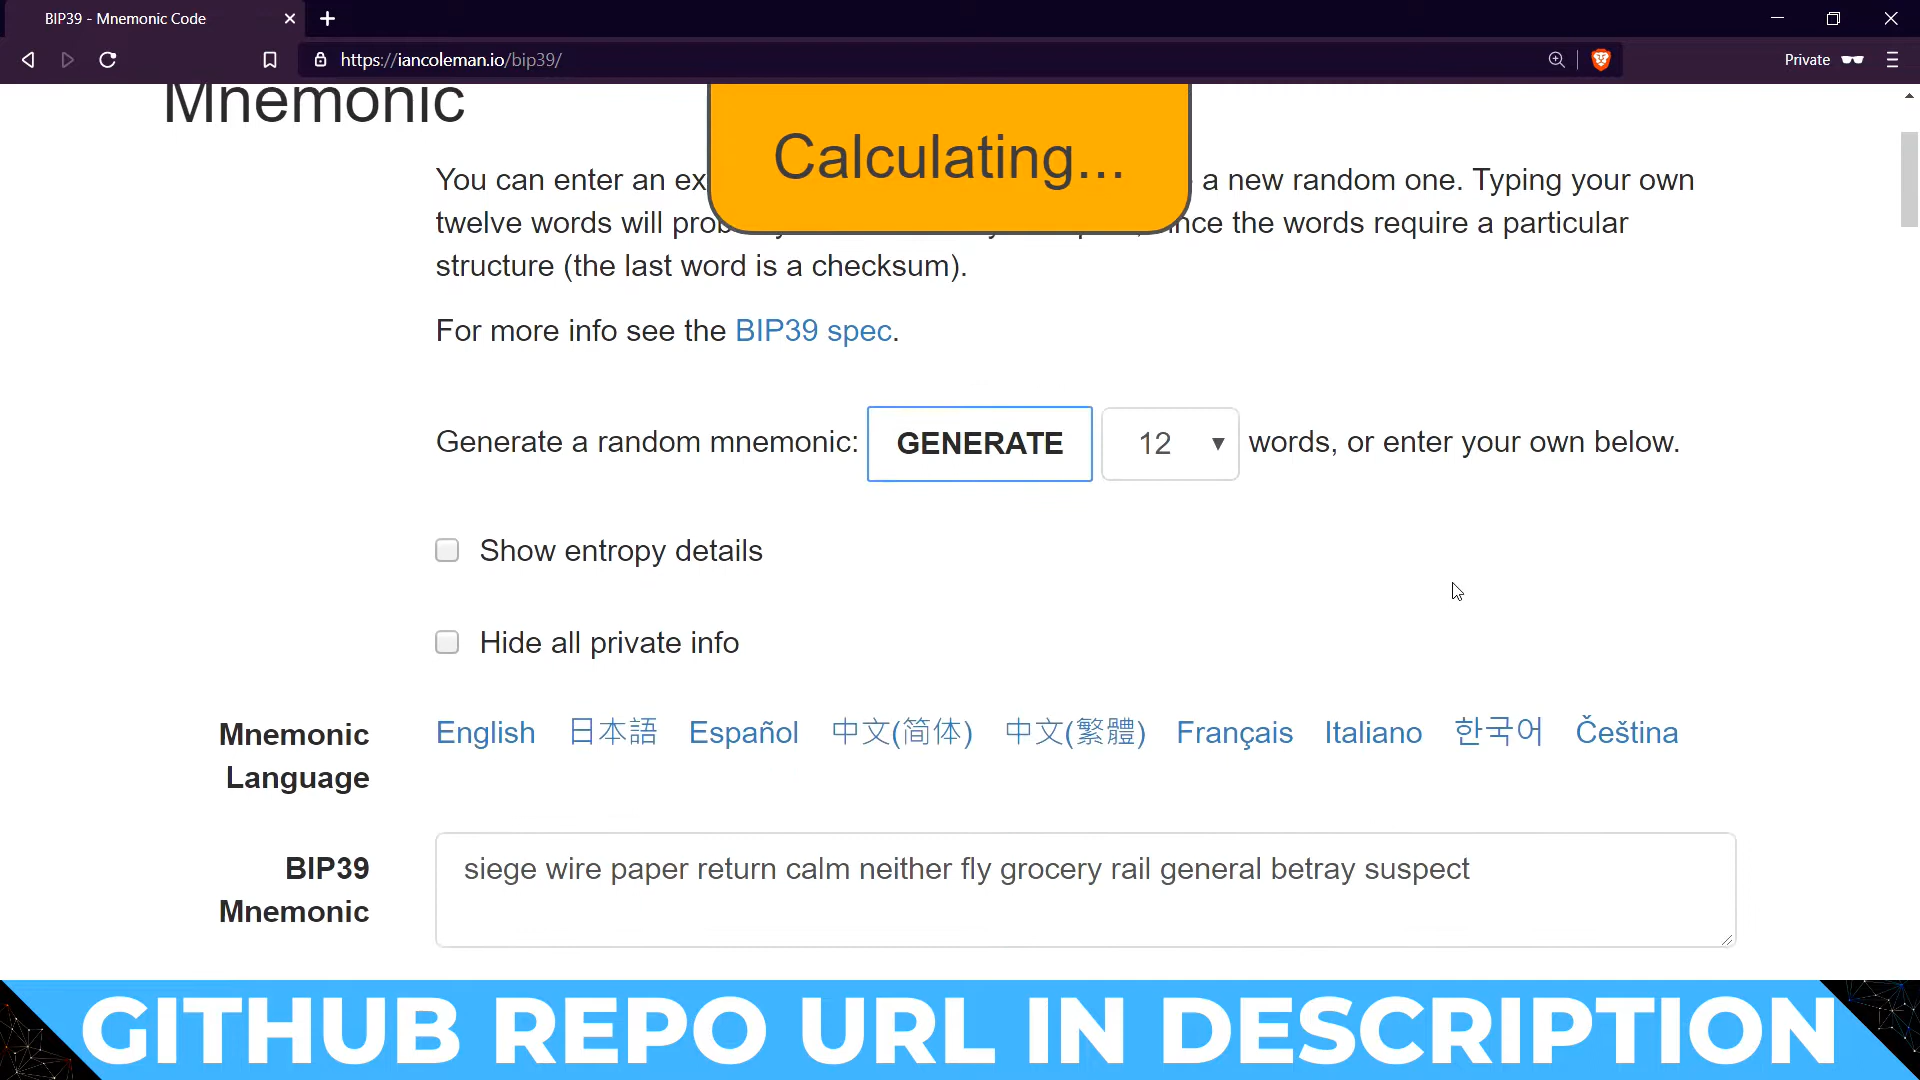 BIP39 - Mnemonic Code
https://iancoleman.io/bip39/
Private
Mnemonic
Calculating...
You can enter an ex a new random one. Typing your own
twelve words will the words require a particular
structure (the last word is a checksum).
For more info see the BIP39 spec.
Generate a random mnemonic: GENERATE 12 words, or enter your own below.
Show entropy details
Hide all private info
Mnemonic
Language
English 日本語 Español 中文(简体) 中文(繁體) Français Italiano 한국어 Čeština
BIP39
Mnemonic
siege wire paper return calm neither fly grocery rail general betray suspect
GITHUB REPO URL IN DESCRIPTION